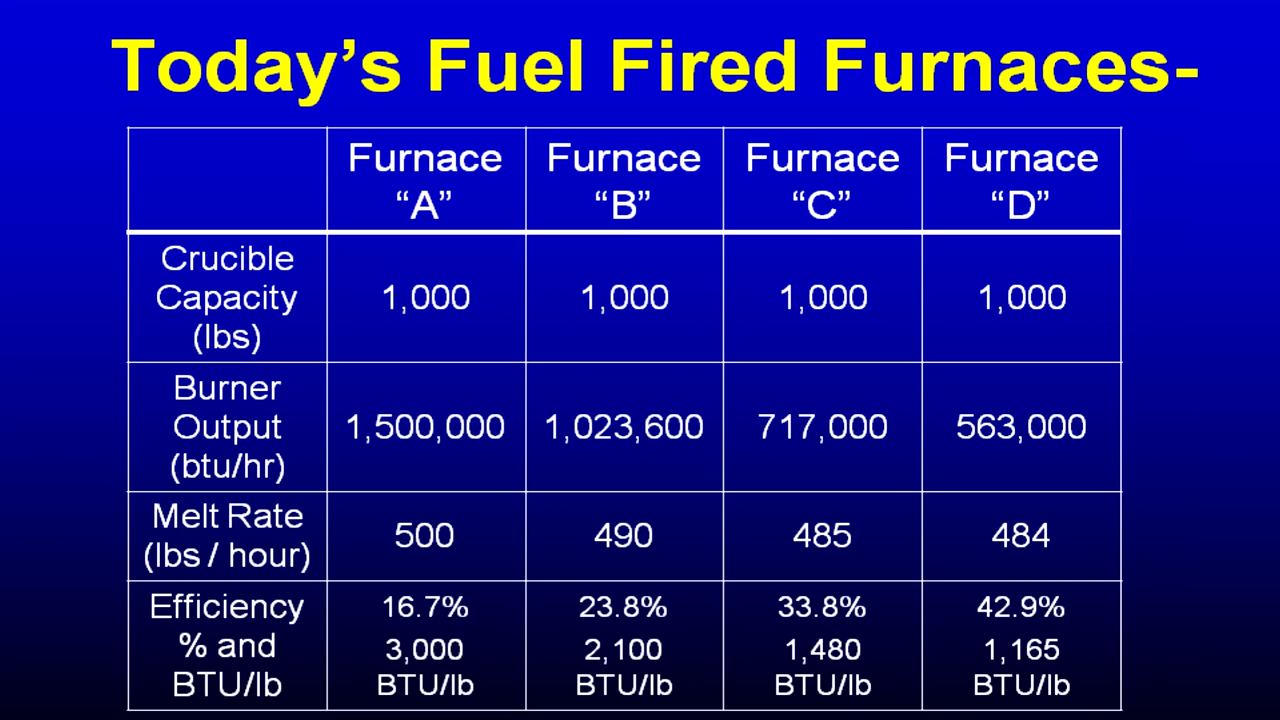 Today’s Fuel Fired Furnaces-
Furnace “A” Furnace “B” Furnace “C” Furnace “D”
Crucible Capacity (lbs) 1,000 1,000 1,000 1,000
Burner Output (btu/hr) 1,500,000 1,023,600 717,000 563,000
Melt Rate (lbs / hour) 500 490 485 484
Efficiency % and BTU/lb 16.7% 3,000 BTU/lb 23.8% 2,100 BTU/lb 33.8% 1,480 BTU/lb 42.9% 1,165 BTU/lb